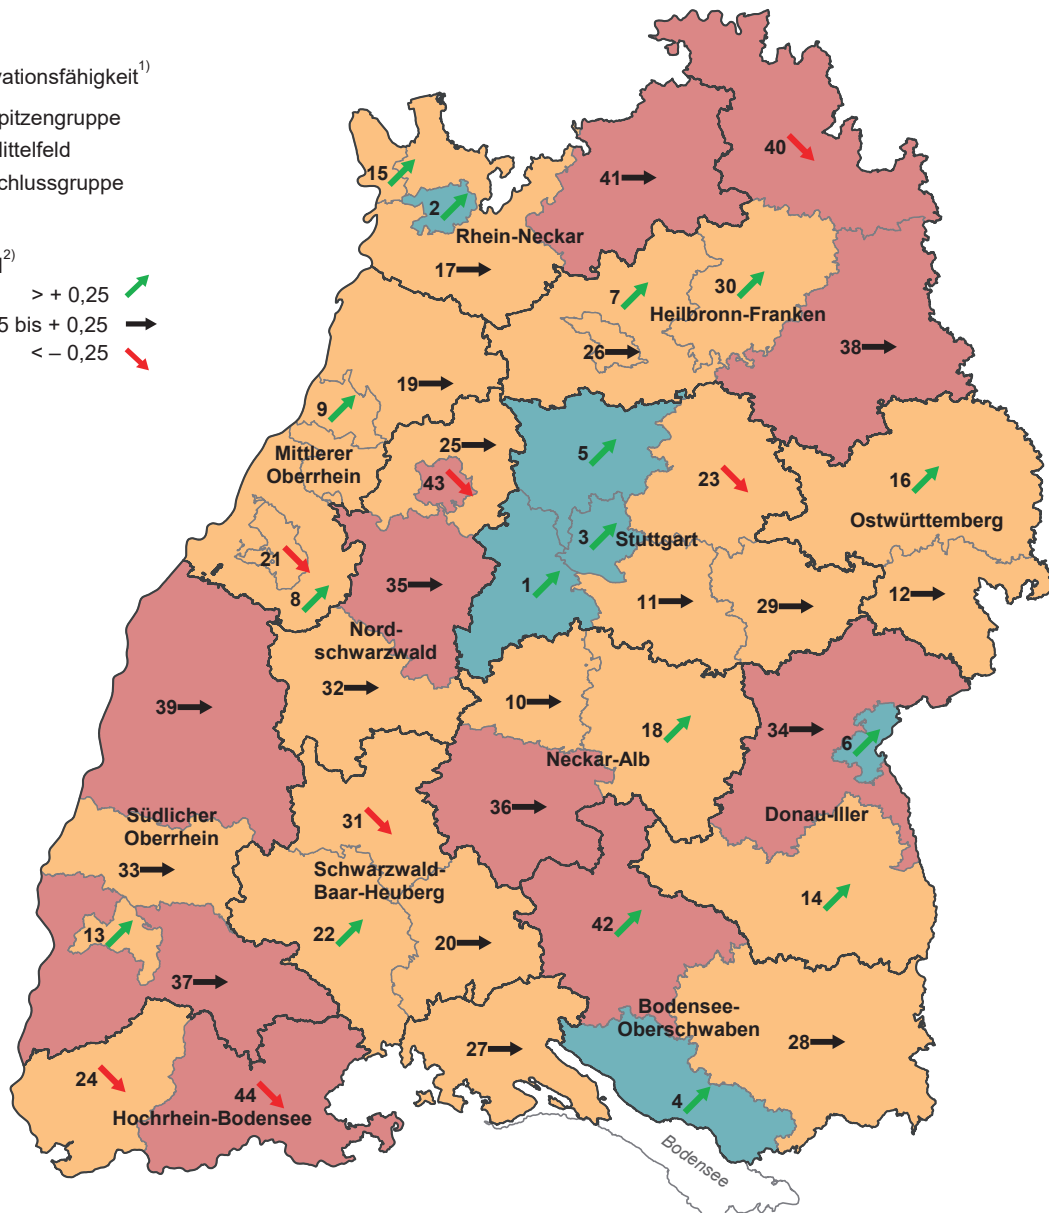 vationsfähigkeit1)
pitzengruppe
ittelfeld
chlussgruppe
2)
> + 0,25
5 bis + 0,25
< – 0,25
40
41
15
2
Rhein-Neckar
17
7
30
Heilbronn-Franken
26
38
19
9
25
Mittlerer
Oberrhein
5
43
23
16
Ostwürttemberg
3
Stuttgart
21
8
35
1
11
29
12
Nord-
schwarzwald
32
39
10
18
34
6
Neckar-Alb
36
31
Donau-Iller
Südlicher
Oberrhein
33
Schwarzwald-
Baar-Heuberg
14
13
22
20
42
37
Bodensee-
Oberschwaben
27
28
24
44
4
Hochrhein-Bodensee
Bodensee